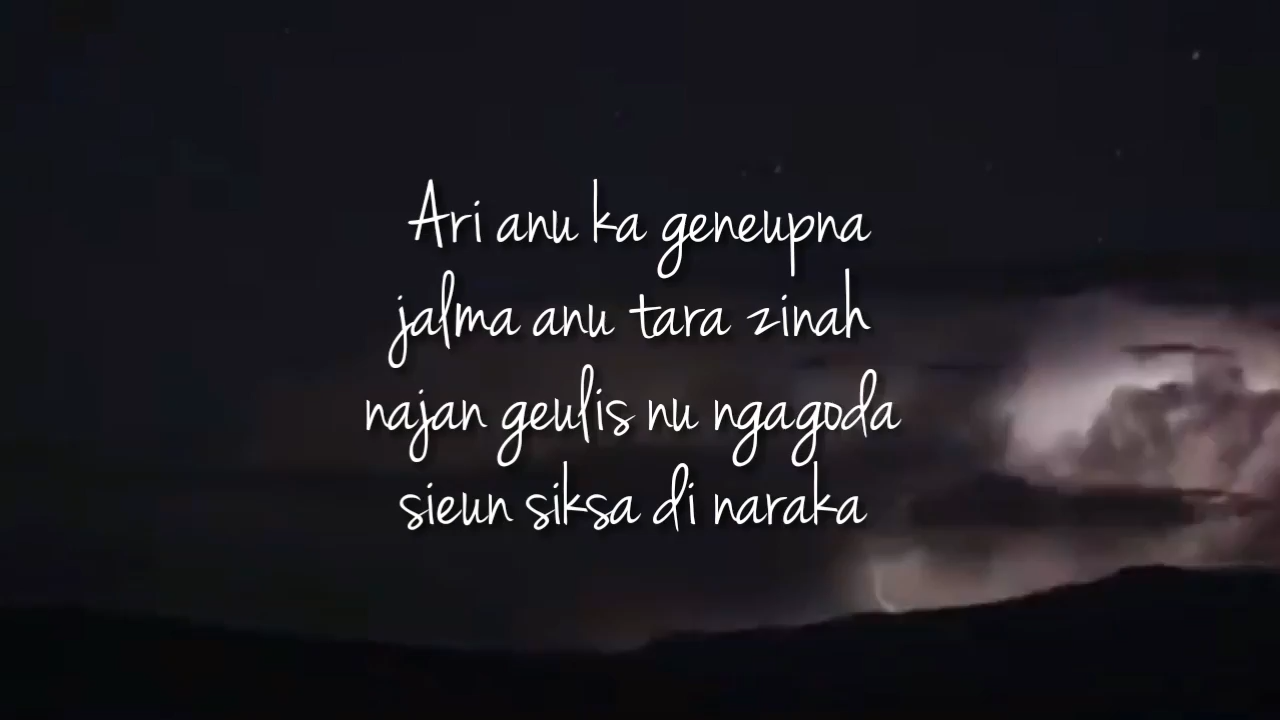 Ari anu ka geneupna
jalma anu tara zinah
najan geulis nu ngagoda
sieun siksa di naraka